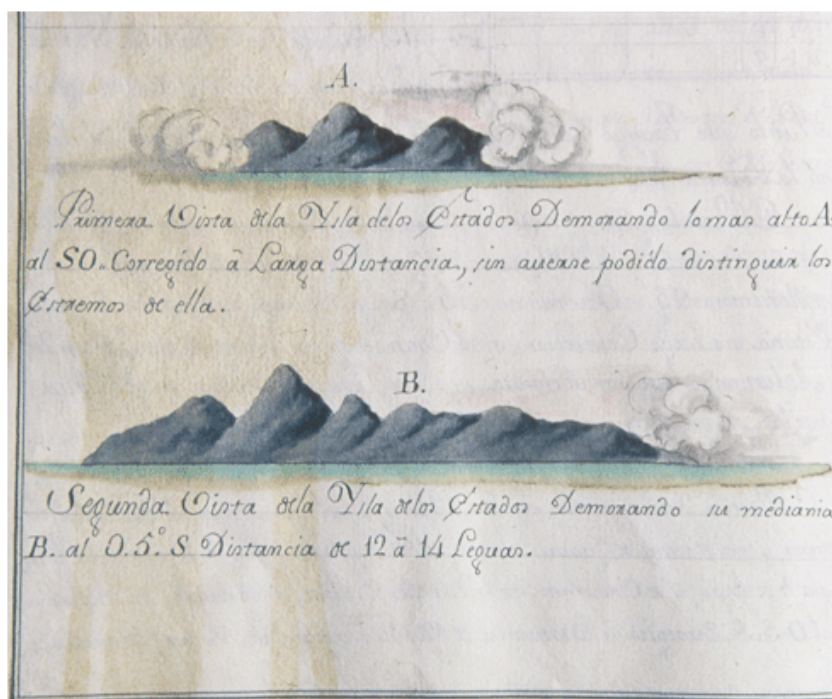 A.
Primera Vista de la Ysla de los Estados Demorando lo mas alto A.
al SO. Corregido â Larga Distancia, sin auerse podido distinguir los
Estremos de ella.
B.
Segunda Vista de la Ysla de los Estados Demorando su mediania
B. al O. 5.° S. Distancia de 12 â 14 Leguas.